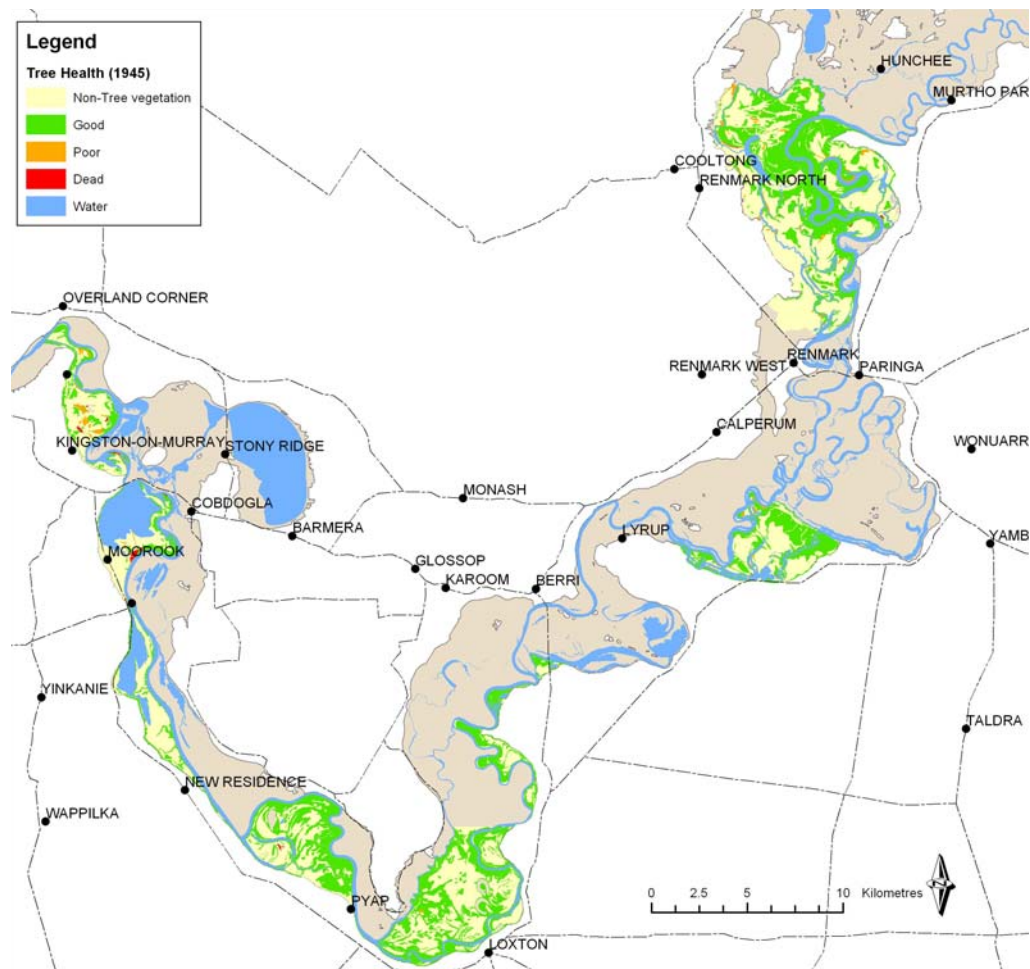 Legend
Tree Health (1945)
Non-Tree vegetation
Good
Poor
Dead
Water
HUNCHEE
MURTHO PAR
COOLTONG
RENMARK NORTH
OVERLAND CORNER
RENMARK WEST
RENMARK
PARINGA
CALPERUM
KINGSTON-ON-MURRAY
STONY RIDGE
WONUARR
MONASH
COBDOGLA
BARMERA
LYRUP
YAMB
MOOROOK
GLOSSOP
KAROOM
BERRI
YINKANIE
TALDRA
NEW RESIDENCE
WAPPILKA
0 2.5 5 10 Kilometres
PYAP
LOXTON